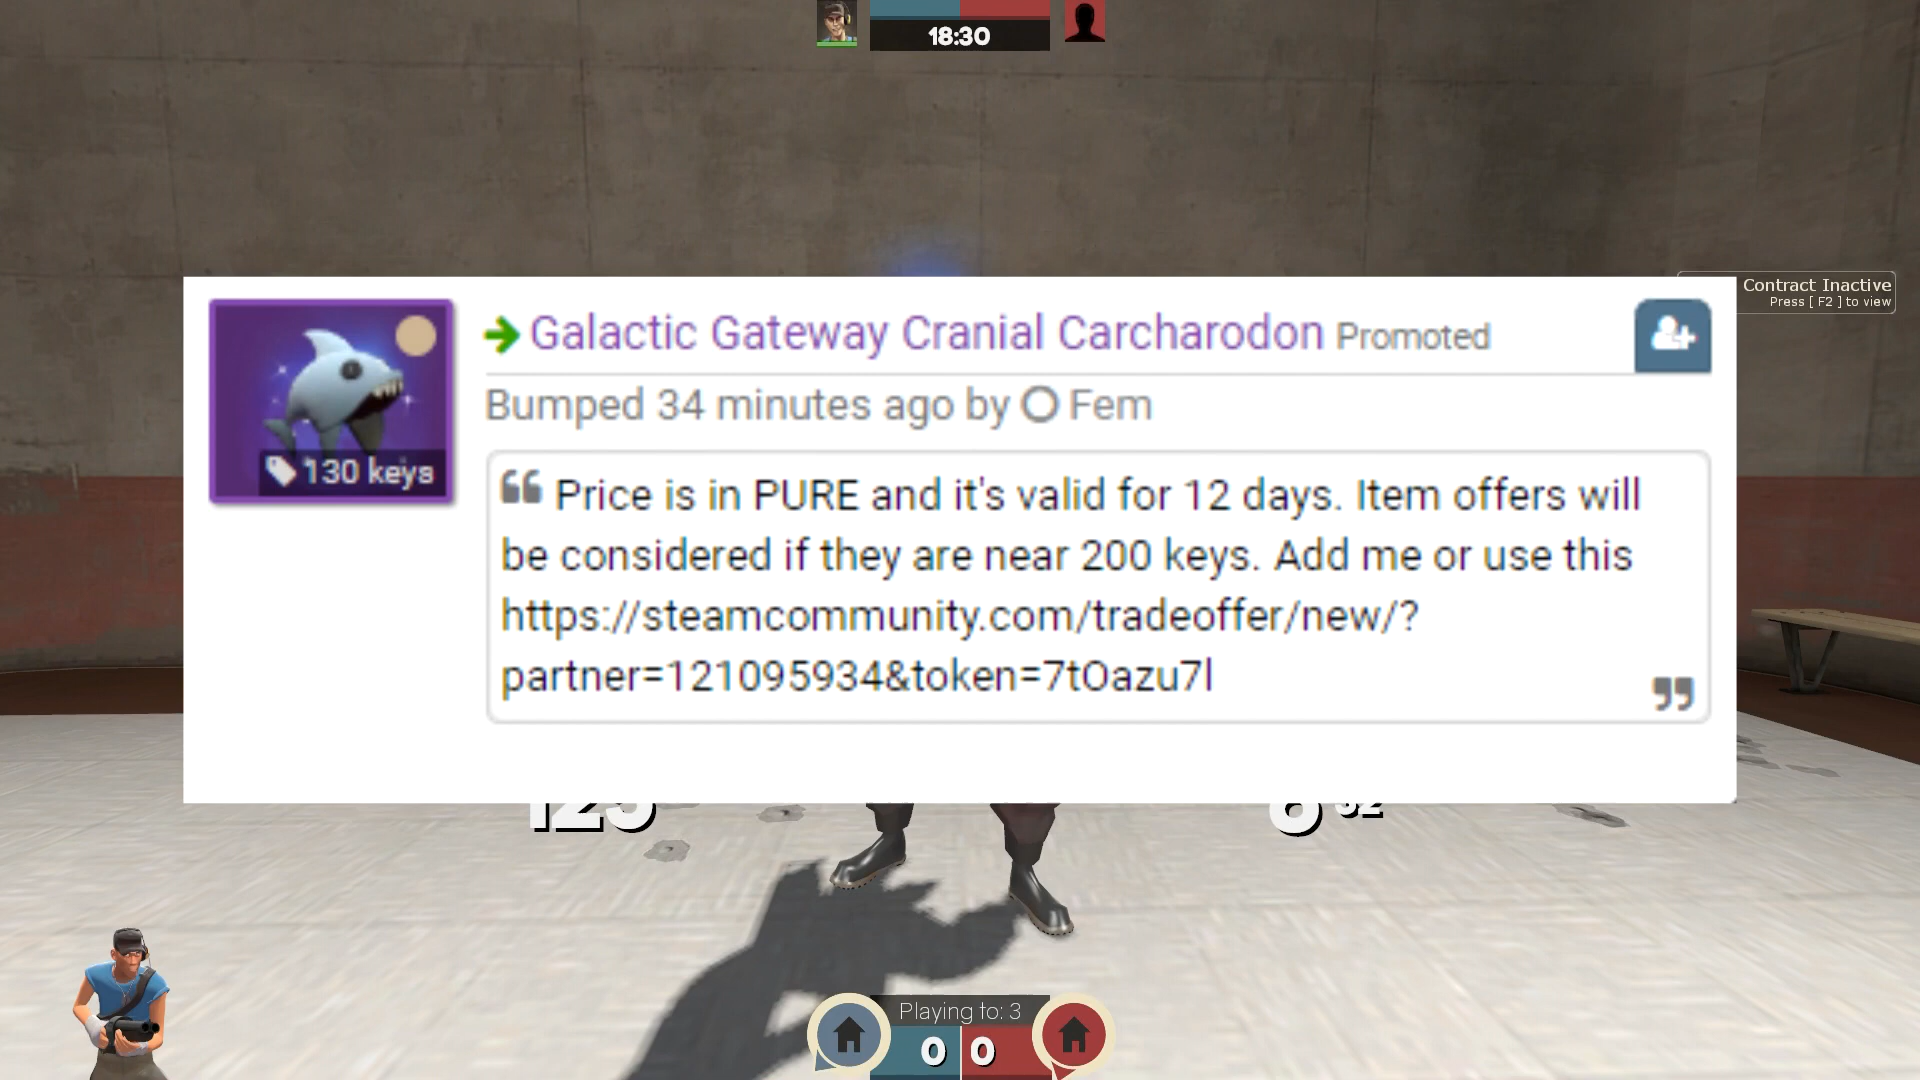 18:30
Contract Inactive
Press [ F2 ] to view
Galactic Gateway Cranial Carcharodon Promoted
130 keys
Bumped 34 minutes ago by Fem
“ Price is in PURE and it's valid for 12 days. Item offers will
be considered if they are near 200 keys. Add me or use this
https://steamcommunity.com/tradeoffer/new/?
partner=121095934&token=7tOazu7l ”
125
6 32
Playing to: 3
0 0